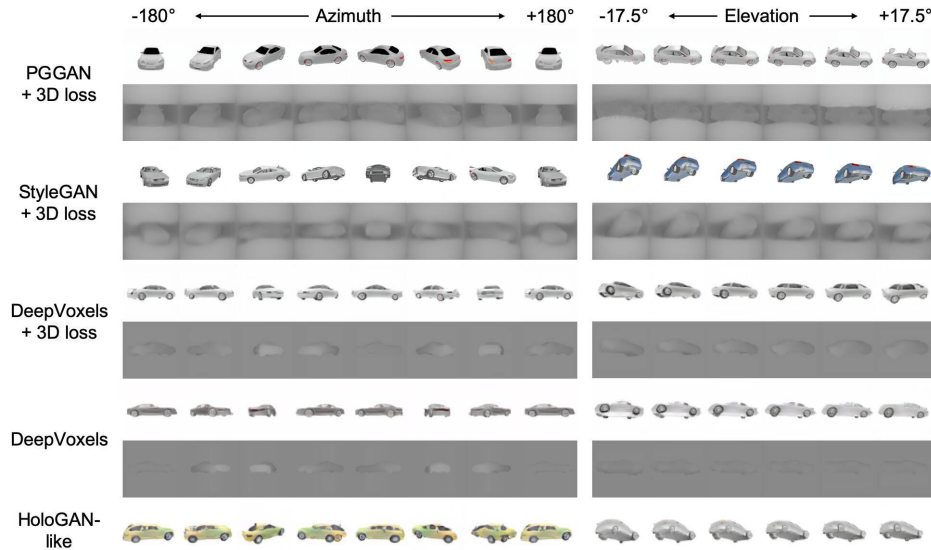 -180° Azimuth +180° -17.5° Elevation +17.5°
PGGAN
+ 3D loss
StyleGAN
+ 3D loss
DeepVoxels
+ 3D loss
DeepVoxels
HoloGAN-
like